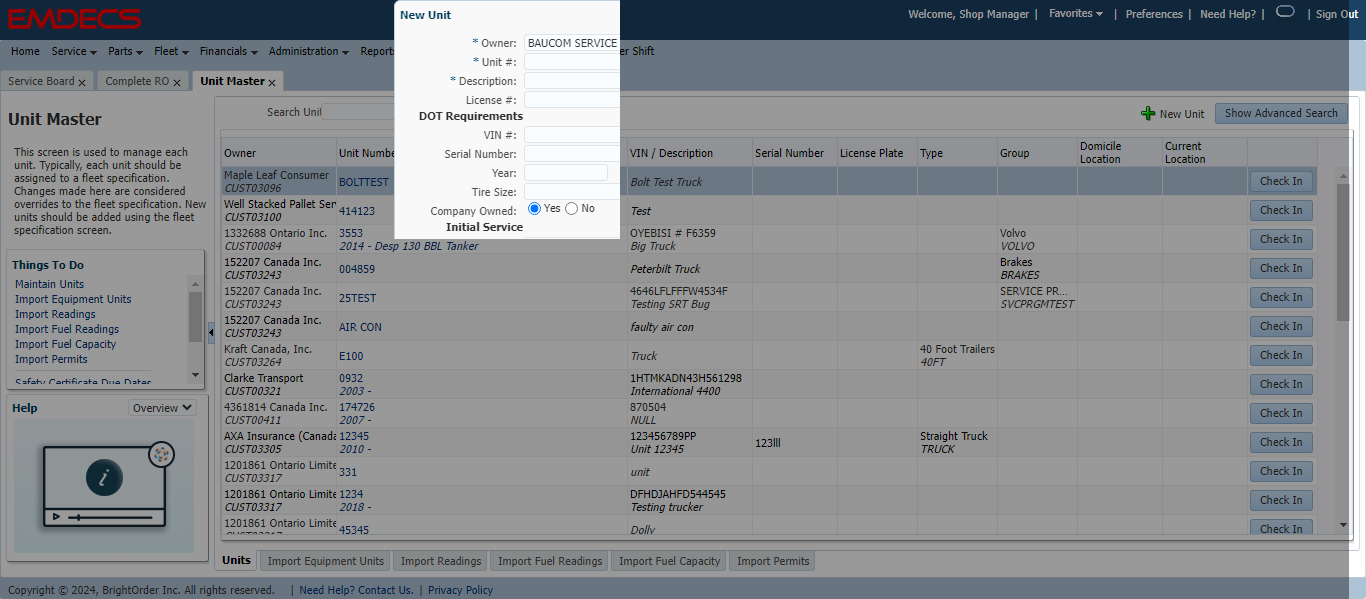 EMDECS
Welcome, Shop Manager | Favorites | Preferences | Need Help? | | Sign Out
Home Service Parts Fleet Financials Administration Reports er Shift
Service Board x Complete RO x Unit Master x
New Unit
* Owner: BAUCOM SERVICE
* Unit #:
* Description:
License #:
DOT Requirements
VIN #:
Serial Number:
Year:
Tire Size:
Company Owned: Yes No
Initial Service
Unit Master
This screen is used to manage each
unit. Typically, each unit should be
assigned to a fleet specification.
Changes made here are considered
overrides to the fleet specification. New
units should be added using the fleet
specification screen.
Things To Do
Maintain Units
Import Equipment Units
Import Readings
Import Fuel Readings
Import Fuel Capacity
Import Permits
Safety Certificate Due Dates
Help Overview
Search Unit
New Unit Show Advanced Search
Owner Unit Numbe VIN / Description Serial Number License Plate Type Group Domicile Location Current Location
Maple Leaf Consumer BOLTTEST Bolt Test Truck Check In
CUST03096
Well Stacked Pallet Ser 414123 Test Check In
CUST03100
1332688 Ontario Inc. 3553 OYEBISI # F6359 Volvo Check In
CUST00084 2014 - Desp 130 BBL Tanker Big Truck VOLVO
152207 Canada Inc. 004859 Peterbilt Truck Brakes Check In
CUST03243 BRAKES
152207 Canada Inc. 25TEST 4646LFLFFFW4534F SERVICE PR... Check In
CUST03243 Testing SRT Bug SVCPRGMTEST
152207 Canada Inc. AIR CON faulty air con Check In
CUST03243
Kraft Canada, Inc. E100 Truck 40 Foot Trailers Check In
CUST03264 40FT
Clarke Transport 0932 1HTMKADN43H561298 Check In
CUST00321 2003 - International 4400
4361814 Canada Inc. 174726 870504 Check In
CUST00411 2007 - NULL
AXA Insurance (Canada 12345 123456789PP 123lll Straight Truck Check In
CUST03305 2010 - Unit 12345 TRUCK
1201861 Ontario Limite 331 unit Check In
CUST03317
1201861 Ontario Limite 1234 DFHDJAHFD544545 Check In
CUST03317 2018 - Testing trucker
1201861 Ontario Limite 45345 Dolly Check In
CUST03317
Units Import Equipment Units Import Readings Import Fuel Readings Import Fuel Capacity Import Permits
Copyright © 2024, BrightOrder Inc. All rights reserved. | Need Help? Contact Us. | Privacy Policy